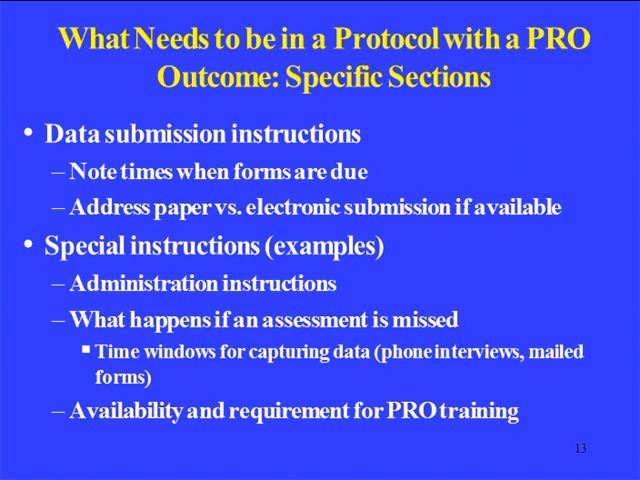 What Needs to be in a Protocol with a PRO
Outcome: Specific Sections
• Data submission instructions
– Note times when forms are due
– Address paper vs. electronic submission if available
• Special instructions (examples)
– Administration instructions
– What happens if an assessment is missed
▪ Time windows for capturing data (phone interviews, mailed
forms)
– Availability and requirement for PRO training
13